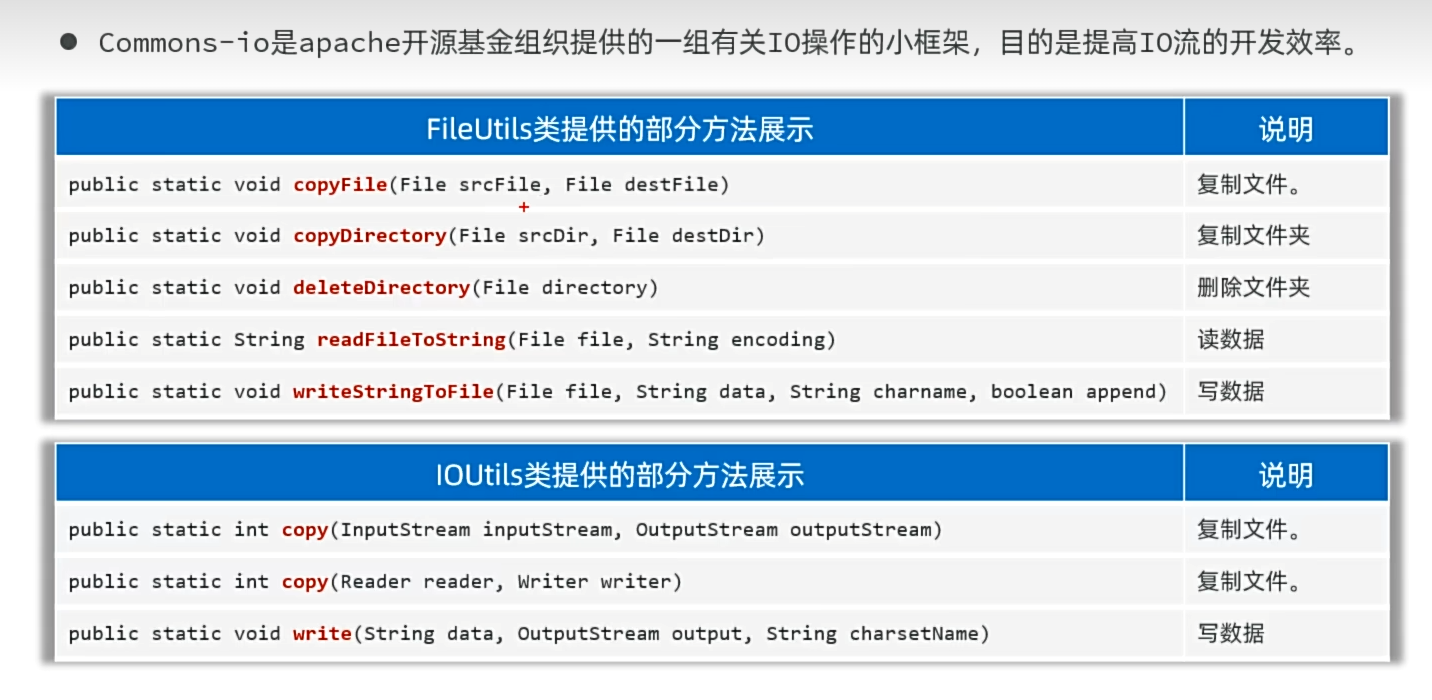 ● Commons-io是apache开源基金组织提供的一组有关IO操作的小框架，目的是提高IO流的开发效率。
FileUtils类提供的部分方法展示 说明
public static void copyFile(File srcFile, File destFile) 复制文件。
public static void copyDirectory(File srcDir, File destDir) 复制文件夹
public static void deleteDirectory(File directory) 删除文件夹
public static String readFileToString(File file, String encoding) 读数据
public static void writeStringToFile(File file, String data, String charname, boolean append) 写数据
IOUtils类提供的部分方法展示 说明
public static int copy(InputStream inputStream, OutputStream outputStream) 复制文件。
public static int copy(Reader reader, Writer writer) 复制文件。
public static void write(String data, OutputStream output, String charsetName) 写数据